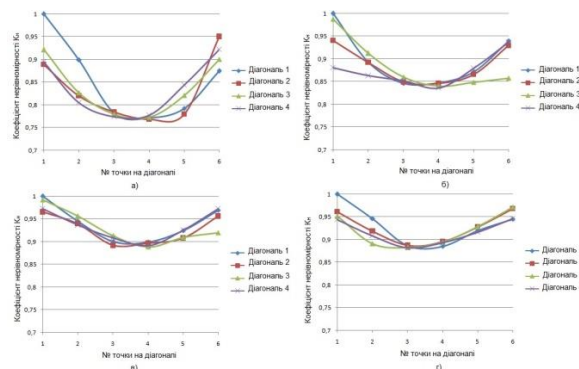 Коефіцієнт нерівномірності Кн
1
0,95
0,9
0,85
0,8
0,75
0,7
1 2 3 4 5 6
№ точки на діагоналі
Діагональ 1
Діагональ 2
Діагональ 3
Діагональ 4
а)
Коефіцієнт нерівномірності Кн
1
0,95
0,9
0,85
0,8
0,75
0,7
1 2 3 4 5 6
№ точки на діагоналі
Діагональ 1
Діагональ 2
Діагональ 3
Діагональ 4
б)
Коефіцієнт нерівномірності Кн
1
0,95
0,9
0,85
0,8
0,75
0,7
1 2 3 4 5 6
№ точки на діагоналі
Діагональ 1
Діагональ 2
Діагональ 3
Діагональ 4
в)
Коефіцієнт нерівномірності Кн
1
0,95
0,9
0,85
0,8
0,75
0,7
1 2 3 4 5 6
№ точки на діагоналі
Діагональ
Діагональ
Діагональ
Діагональ
с)